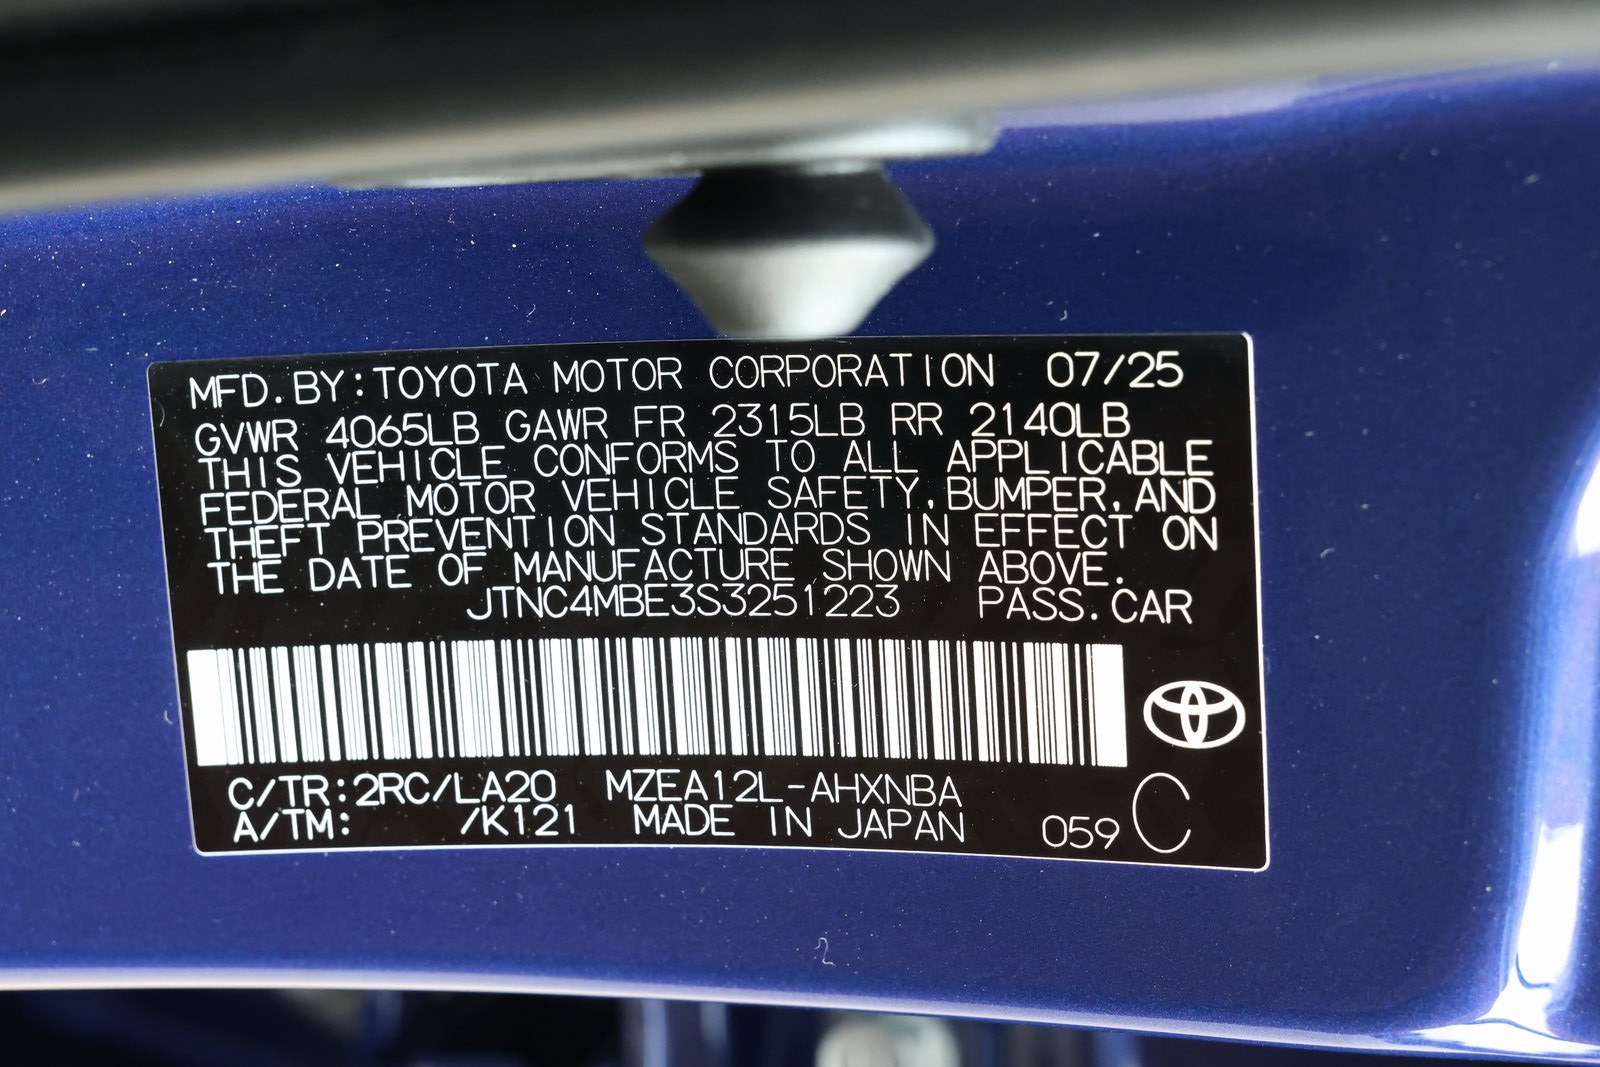 MFD.BY:TOYOTA MOTOR CORPORATION 07/25
GVWR 4065LB GAWR FR 2315LB RR 2140LB
THIS VEHICLE CONFORMS TO ALL APPLICABLE
FEDERAL MOTOR VEHICLE SAFETY,BUMPER,AND
THEFT PREVENTION STANDARDS IN EFFECT ON
THE DATE OF MANUFACTURE SHOWN ABOVE.
JTNC4MBE3S3251223 PASS.CAR
C/TR:2RC/LA20 MZEA12L-AHXNBA
A/TM: /K121 MADE IN JAPAN 059 C